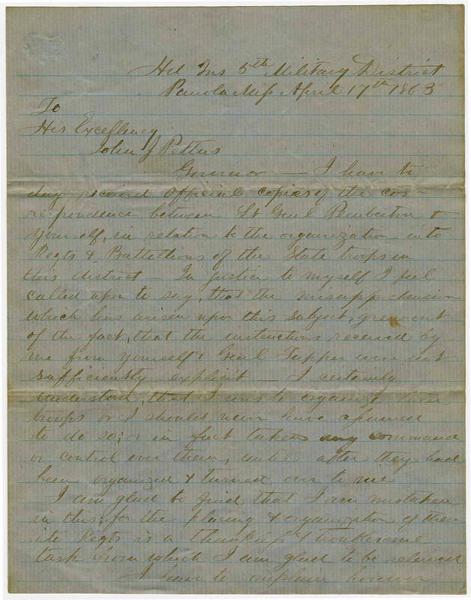 Hd Qrs 5th Military District
Panola Miss April 17th 1863
To
His Excellency
John J Pettus
Governor — I have to
day received official copies of the cor-
respondence between Lt Genl Pemberton &
yourself, in relation to the organization into
Regts & Battalions of the State troops in
this district — In justice to myself I feel
called upon to say, that the misapprehension
which has arisen upon this subject, grew out
of the fact, that the instructions received by
me from yourself & Genl Tupper were not
sufficiently explicit — I certainly
understood, that I was to organize these
troops or I should never have assumed
to do so; or in fact taken any command
or control over them, until after they had
been organized & turned over to me
I am glad to find that I am mistaken
in this, for the placing & organization of these
into Regts is a thankless & troublesome
task from which I am glad to be relieved
I have to